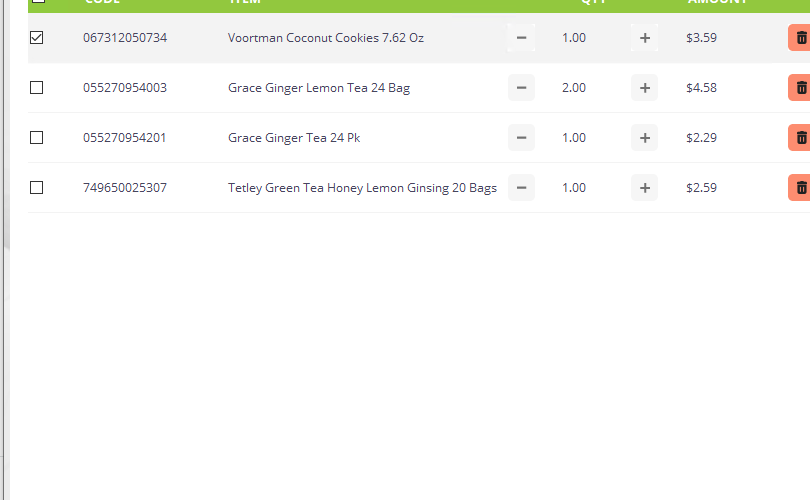 CODE ITEM QTY AMOUNT
067312050734 Voortman Coconut Cookies 7.62 Oz − 1.00 + $3.59
055270954003 Grace Ginger Lemon Tea 24 Bag − 2.00 + $4.58
055270954201 Grace Ginger Tea 24 Pk − 1.00 + $2.29
749650025307 Tetley Green Tea Honey Lemon Ginsing 20 Bags − 1.00 + $2.59